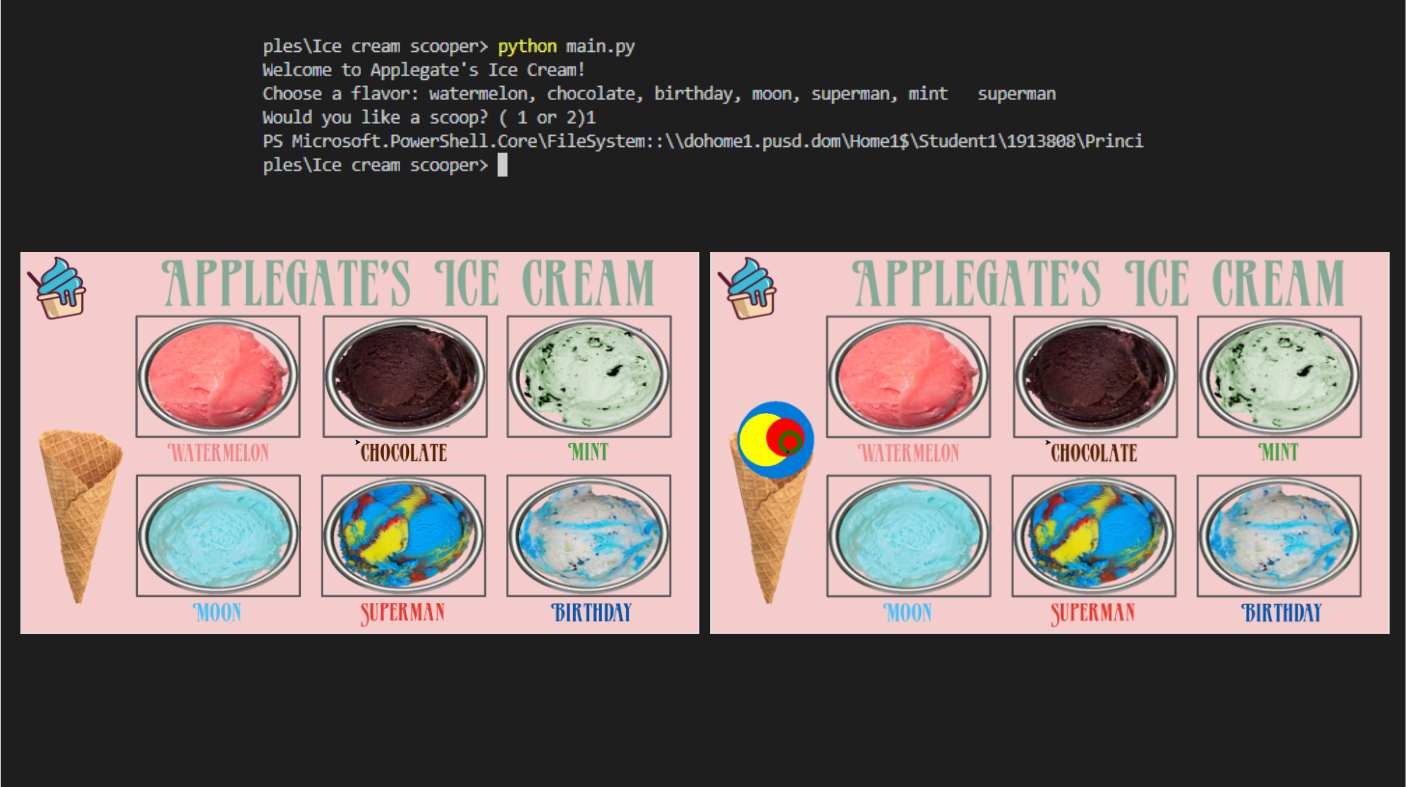 ples\Ice cream scooper> python main.py
Welcome to Applegate's Ice Cream!
Choose a flavor: watermelon, chocolate, birthday, moon, superman, mint   superman
Would you like a scoop? ( 1 or 2)1
PS Microsoft.PowerShell.Core\FileSystem::\\dohome1.pusd.dom\Home1$\Student1\1913808\Princi
ples\Ice cream scooper>
APPLEGATE'S ICE CREAM
WATERMELON CHOCOLATE MINT
MOON SUPERMAN BIRTHDAY
APPLEGATE'S ICE CREAM
WATERMELON CHOCOLATE MINT
MOON SUPERMAN BIRTHDAY